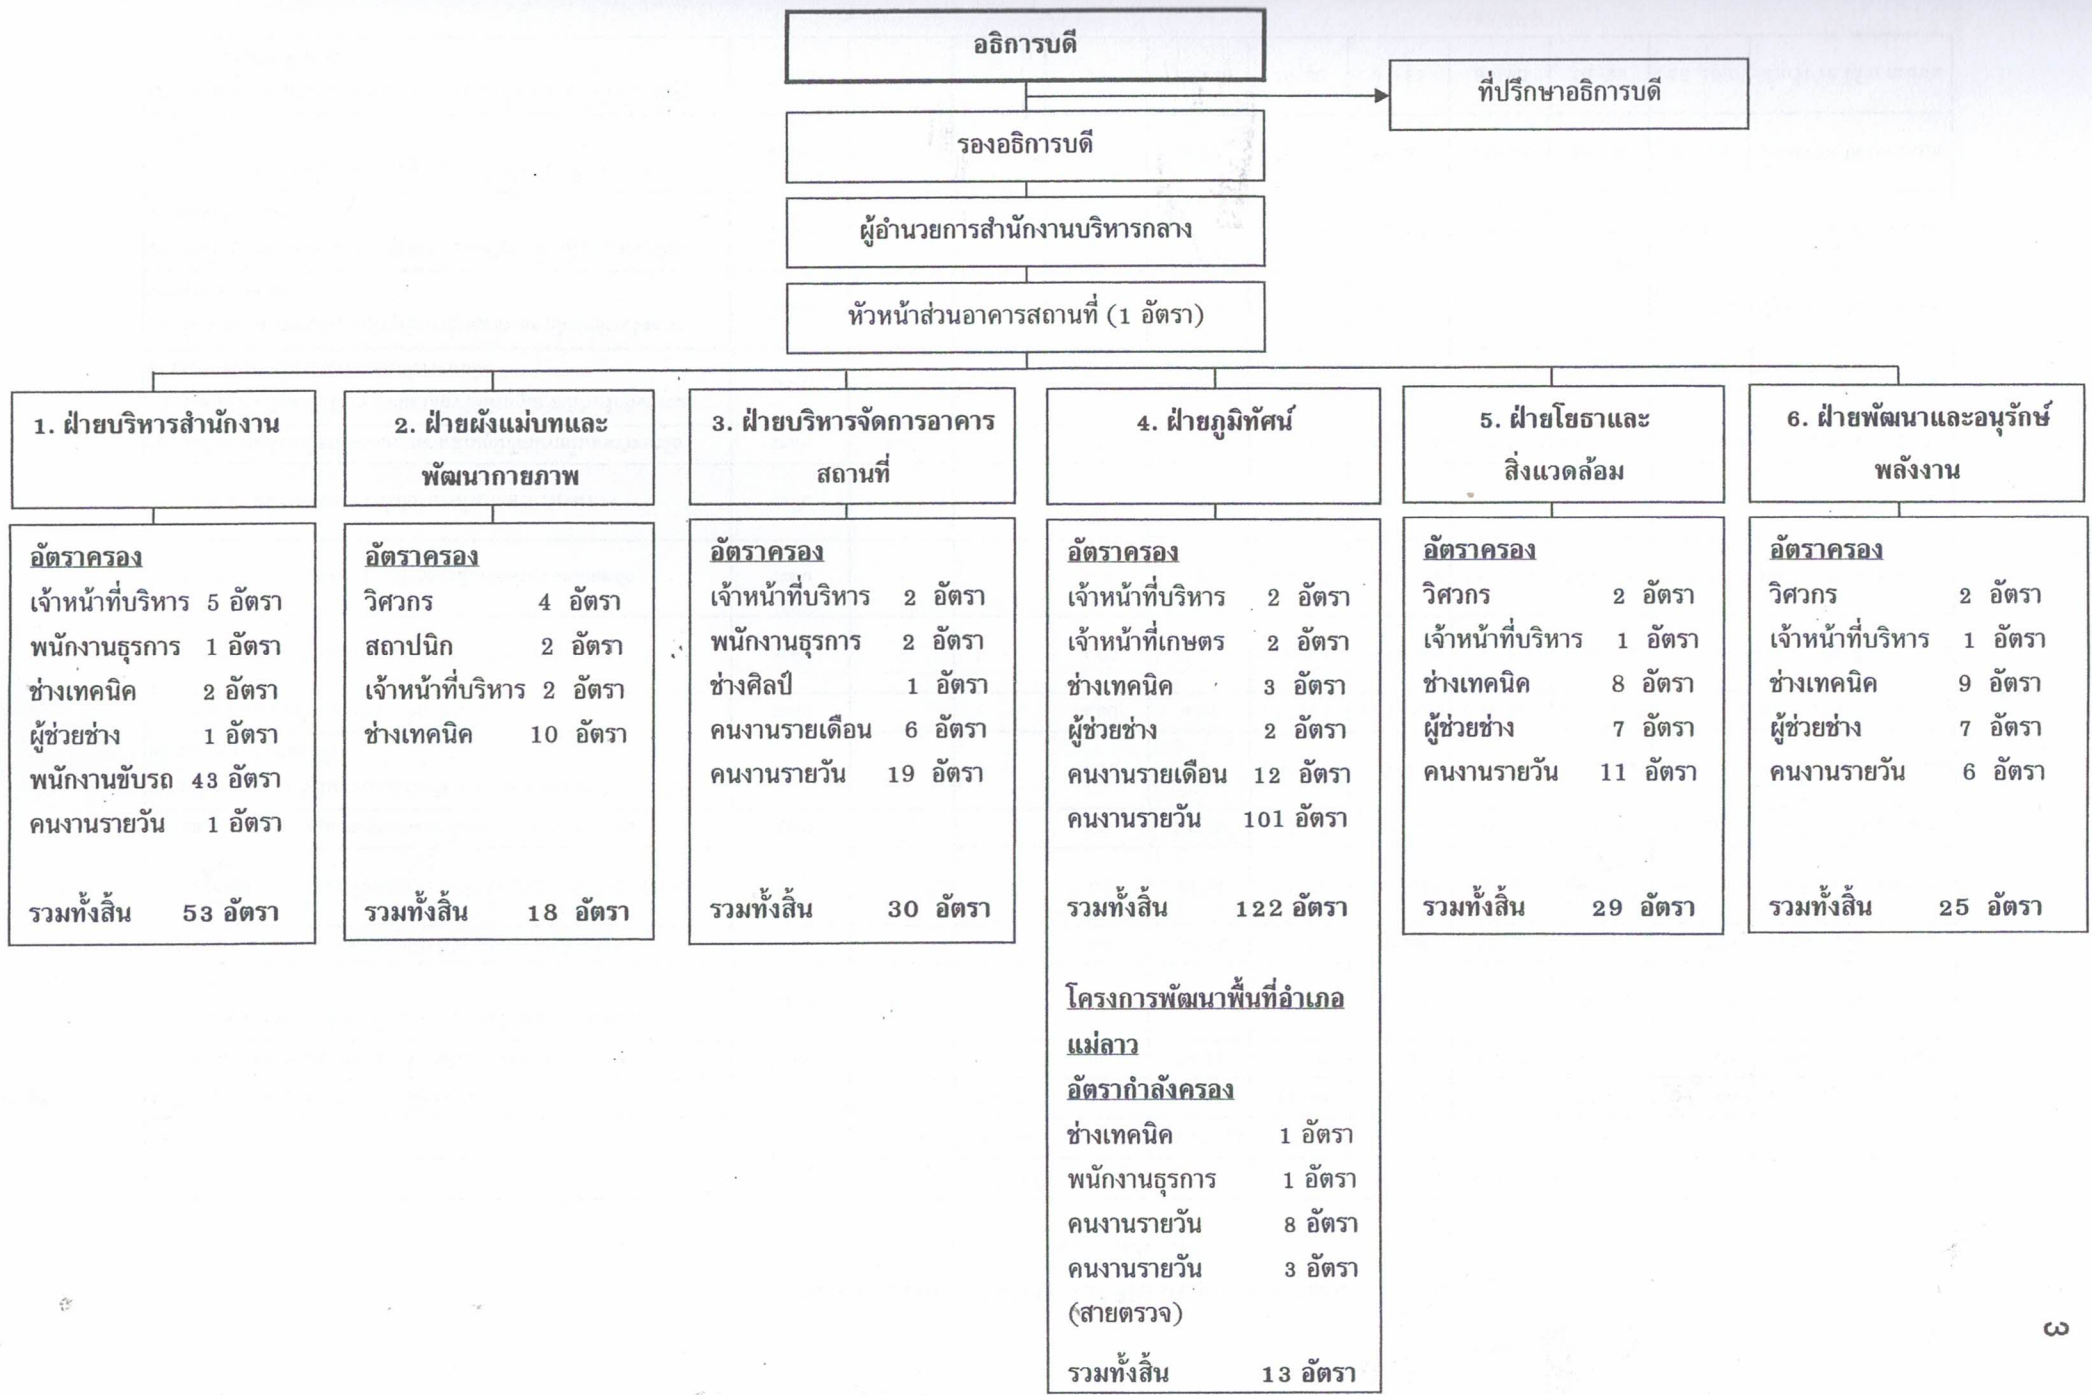 อธิการบดี
ที่ปรึกษาอธิการบดี
รองอธิการบดี
ผู้อำนวยการสำนักงานบริหารกลาง
หัวหน้าส่วนอาคารสถานที่ (1 อัตรา)
1. ฝ่ายบริหารสำนักงาน
อัตราครอง
เจ้าหน้าที่บริหาร 5 อัตรา
พนักงานธุรการ 1 อัตรา
ช่างเทคนิค 2 อัตรา
ผู้ช่วยช่าง 1 อัตรา
พนักงานขับรถ 43 อัตรา
คนงานรายวัน 1 อัตรา
รวมทั้งสิ้น 53 อัตรา
2. ฝ่ายผังแม่บทและ
พัฒนากายภาพ
อัตราครอง
วิศวกร 4 อัตรา
สถาปนิก 2 อัตรา
เจ้าหน้าที่บริหาร 2 อัตรา
ช่างเทคนิค 10 อัตรา
รวมทั้งสิ้น 18 อัตรา
3. ฝ่ายบริหารจัดการอาคาร
สถานที่
อัตราครอง
เจ้าหน้าที่บริหาร 2 อัตรา
พนักงานธุรการ 2 อัตรา
ช่างศิลป์ 1 อัตรา
คนงานรายเดือน 6 อัตรา
คนงานรายวัน 19 อัตรา
รวมทั้งสิ้น 30 อัตรา
4. ฝ่ายภูมิทัศน์
อัตราครอง
เจ้าหน้าที่บริหาร 2 อัตรา
เจ้าหน้าที่เกษตร 2 อัตรา
ช่างเทคนิค 3 อัตรา
ผู้ช่วยช่าง 2 อัตรา
คนงานรายเดือน 12 อัตรา
คนงานรายวัน 101 อัตรา
รวมทั้งสิ้น 122 อัตรา
โครงการพัฒนาพื้นที่อำเภอ
แม่ลาว
อัตรากำลังครอง
ช่างเทคนิค 1 อัตรา
พนักงานธุรการ 1 อัตรา
คนงานรายวัน 8 อัตรา
คนงานรายวัน 3 อัตรา
(สายตรวจ)
รวมทั้งสิ้น 13 อัตรา
5. ฝ่ายโยธาและ
สิ่งแวดล้อม
อัตราครอง
วิศวกร 2 อัตรา
เจ้าหน้าที่บริหาร 1 อัตรา
ช่างเทคนิค 8 อัตรา
ผู้ช่วยช่าง 7 อัตรา
คนงานรายวัน 11 อัตรา
รวมทั้งสิ้น 29 อัตรา
6. ฝ่ายพัฒนาและอนุรักษ์
พลังงาน
อัตราครอง
วิศวกร 2 อัตรา
เจ้าหน้าที่บริหาร 1 อัตรา
ช่างเทคนิค 9 อัตรา
ผู้ช่วยช่าง 7 อัตรา
คนงานรายวัน 6 อัตรา
รวมทั้งสิ้น 25 อัตรา
3